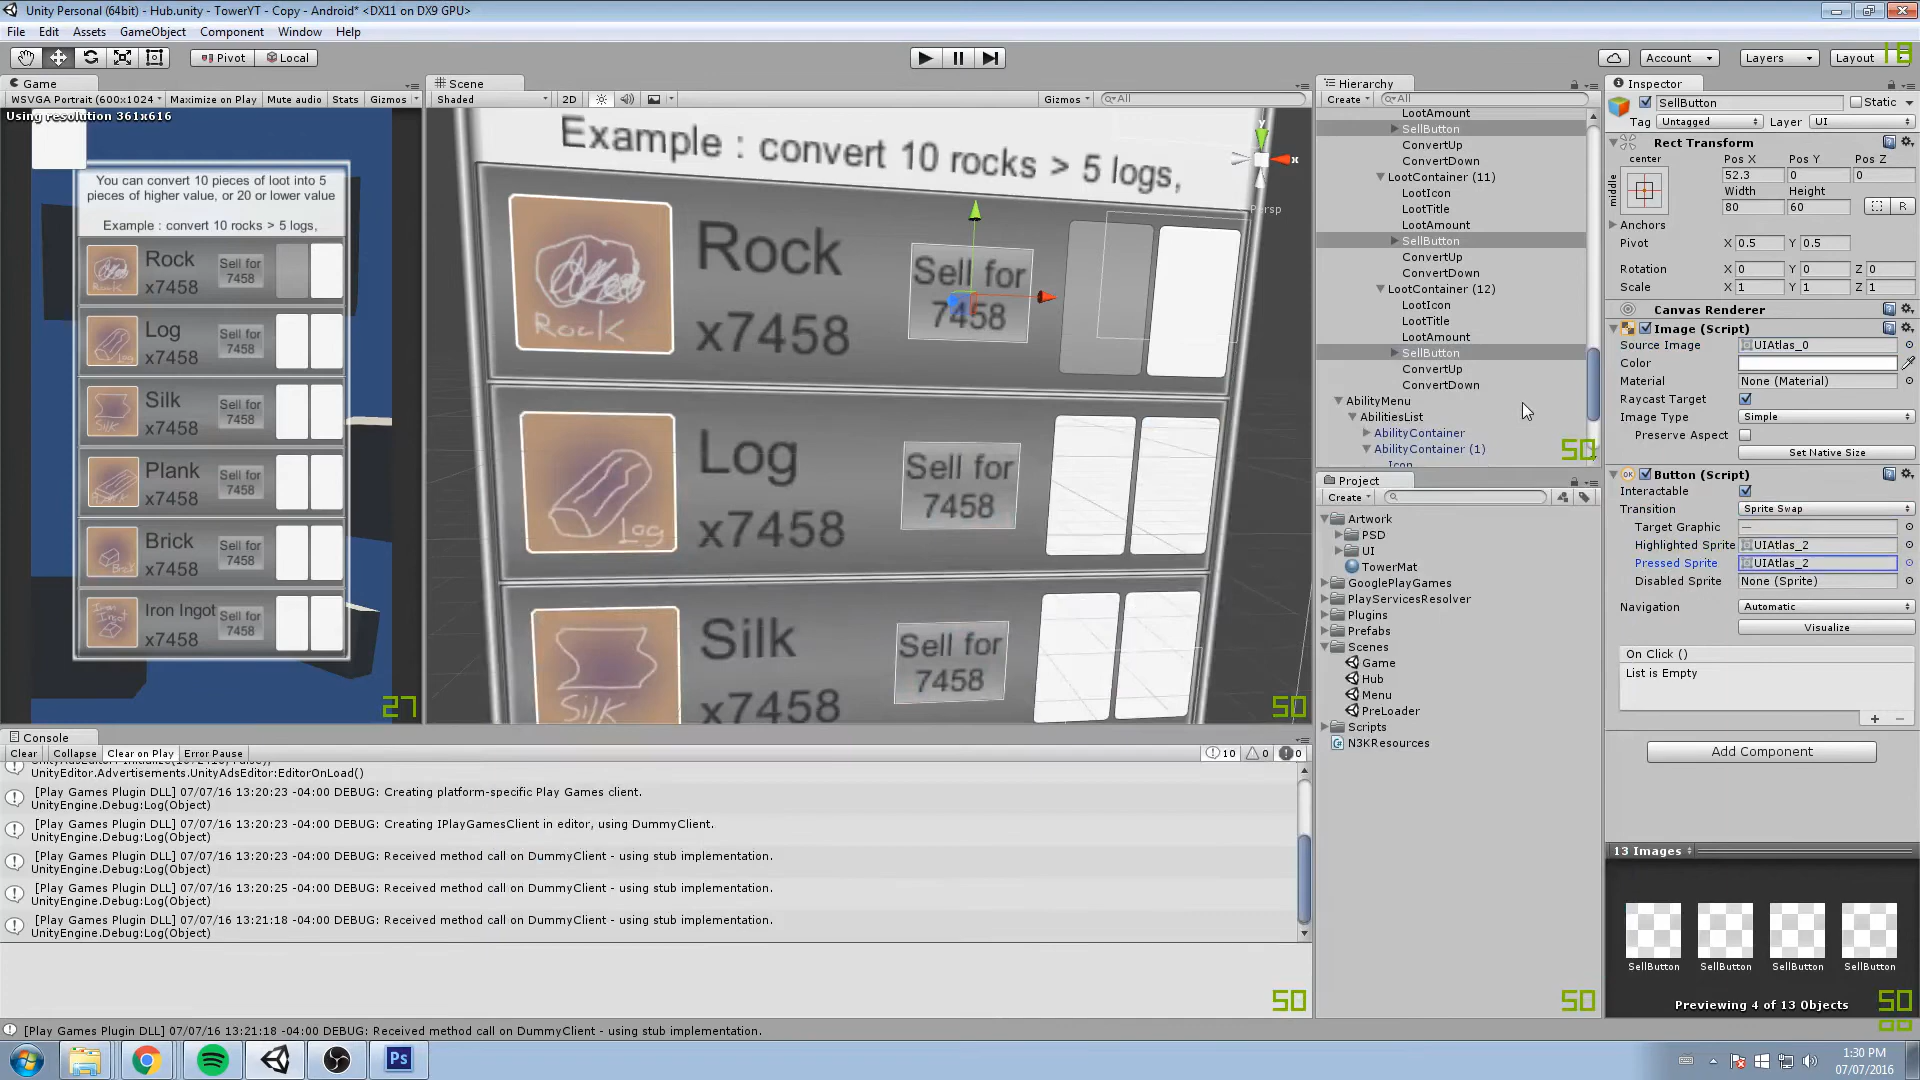 Unity Personal (64bit) - Hub.unity - TowerYT - Copy - Android* <DX11 on DX9 GPU>
File Edit Assets GameObject Component Window Help
Pivot Local Account Layers Layout
18
Game
WSVGA Portrait (600x1024 Maximize on Play Mute audio Stats Gizmos
Using resolution 361x616
You can convert 10 pieces of loot into 5
pieces of higher value, or 20 or lower value
Example : convert 10 rocks > 5 logs,
Rock
x7458
Sell for
7458
Log
x7458
Sell for
7458
Silk
x7458
Sell for
7458
Plank
x7458
Sell for
7458
Brick
x7458
Sell for
7458
Iron Ingot
x7458
Sell for
7458
27
Scene
Shaded 2D Gizmos All
Example : convert 10 rocks > 5 logs,
y
x
Persp
Rock
Rock
x7458
Sell for
7458
Log
Log
x7458
Sell for
7458
Silk
Silk
x7458
Sell for
7458
50
Console
Clear Collapse Clear on Play Error Pause 10 0 0
UnityEditor.Advertisements.UnityAdsEditor:EditorOnLoad()
[Play Games Plugin DLL] 07/07/16 13:20:23 -04:00 DEBUG: Creating platform-specific Play Games client.
UnityEngine.Debug:Log(Object)
[Play Games Plugin DLL] 07/07/16 13:20:23 -04:00 DEBUG: Creating IPlayGamesClient in editor, using DummyClient.
UnityEngine.Debug:Log(Object)
[Play Games Plugin DLL] 07/07/16 13:20:23 -04:00 DEBUG: Received method call on DummyClient - using stub implementation.
UnityEngine.Debug:Log(Object)
[Play Games Plugin DLL] 07/07/16 13:20:25 -04:00 DEBUG: Received method call on DummyClient - using stub implementation.
UnityEngine.Debug:Log(Object)
[Play Games Plugin DLL] 07/07/16 13:21:18 -04:00 DEBUG: Received method call on DummyClient - using stub implementation.
UnityEngine.Debug:Log(Object)
50
[Play Games Plugin DLL] 07/07/16 13:21:18 -04:00 DEBUG: Received method call on DummyClient - using stub implementation.
Hierarchy
Create All
LootAmount
SellButton
ConvertUp
ConvertDown
LootContainer (11)
LootIcon
LootTitle
LootAmount
SellButton
ConvertUp
ConvertDown
LootContainer (12)
LootIcon
LootTitle
LootAmount
SellButton
ConvertUp
ConvertDown
AbilityMenu
AbilitiesList
AbilityContainer
AbilityContainer (1)
Icon
50
Project
Create
Artwork
PSD
UI
TowerMat
GooglePlayGames
PlayServicesResolver
Plugins
Prefabs
Scenes
Game
Hub
Menu
PreLoader
Scripts
N3KResources
50
Inspector
SellButton Static
Tag Untagged Layer UI
Rect Transform
center Pos X Pos Y Pos Z
middle 52.3 0 0
Width Height
80 60 R
Anchors
Pivot X 0.5 Y 0.5
Rotation X 0 Y 0 Z 0
Scale X 1 Y 1 Z 1
Canvas Renderer
Image (Script)
Source Image UIAtlas_0
Color
Material None (Material)
Raycast Target
Image Type Simple
Preserve Aspect
Set Native Size
OK Button (Script)
Interactable
Transition Sprite Swap
Target Graphic —
Highlighted Sprite UIAtlas_2
Pressed Sprite UIAtlas_2
Disabled Sprite None (Sprite)
Navigation Automatic
Visualize
On Click ()
List is Empty
Add Component
13 Images
SellButton SellButton SellButton SellButton
Previewing 4 of 13 Objects
50
Ps
1:30 PM
07/07/2016